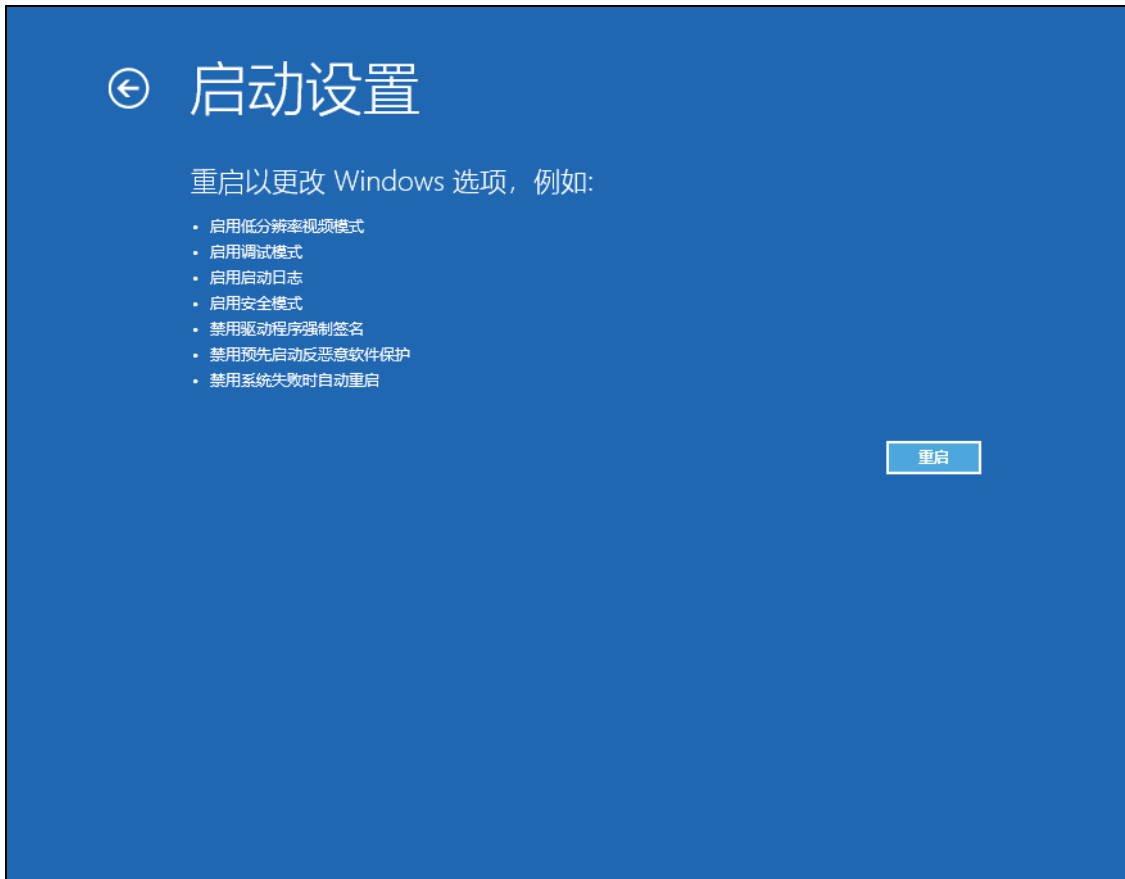 启动设置
重启以更改 Windows 选项，例如:
• 启用低分辨率视频模式
• 启用调试模式
• 启用启动日志
• 启用安全模式
• 禁用驱动程序强制签名
• 禁用预先启动反恶意软件保护
• 禁用系统失败时自动重启
重启